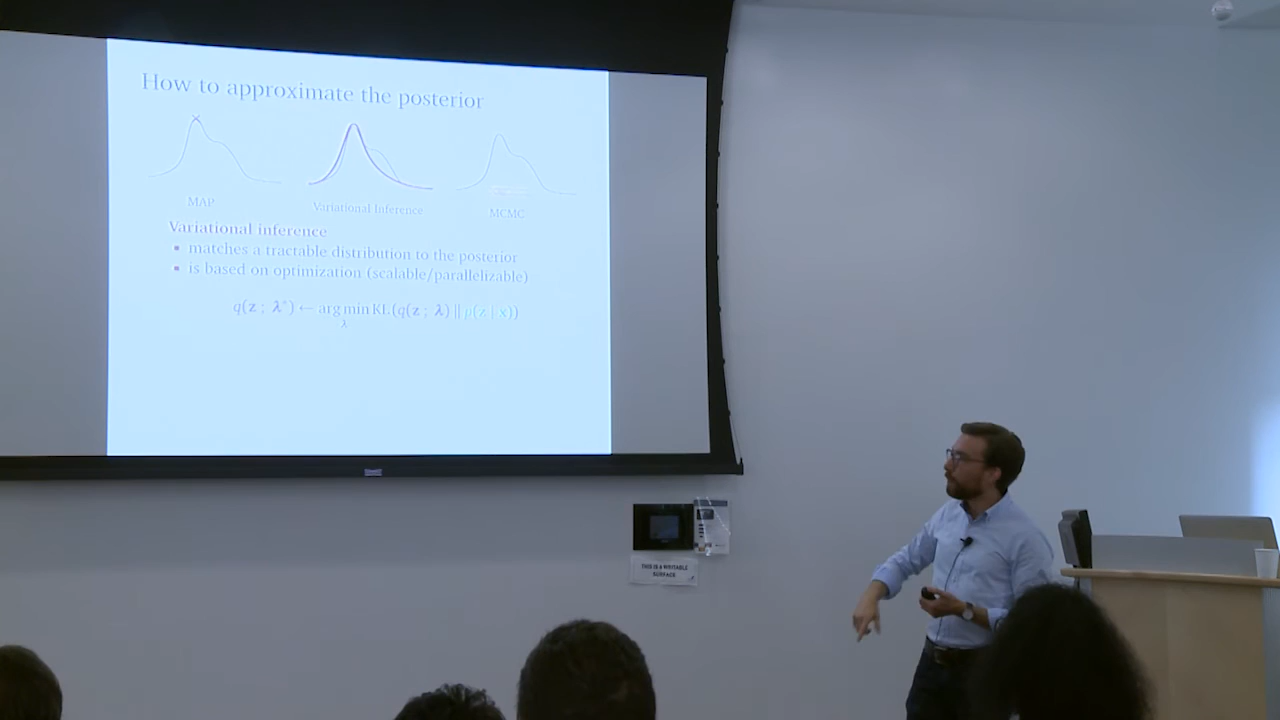 How to approximate the posterior
MAP
Variational Inference
MCMC
Variational inference
▪ matches a tractable distribution to the posterior
▪ is based on optimization (scalable/parallelizable)
q(z ; λ*) ← arg min KL(q(z ; λ) || p(z | x))
λ
THIS IS A WRITABLE
SURFACE